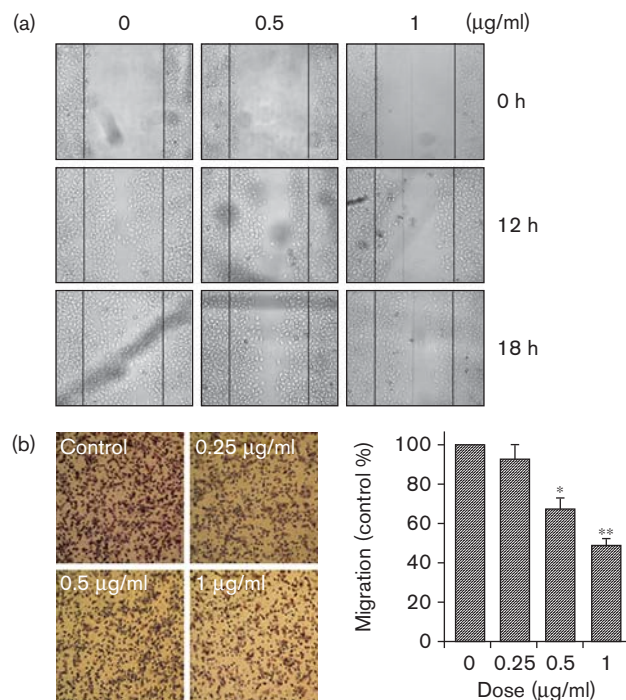 (a)
0 0.5 1 (µg/ml)
0 h
12 h
18 h
(b)
Control 0.25 µg/ml
0.5 µg/ml 1 µg/ml
Migration (control %)
100
80
60
40
20
0
*
**
0 0.25 0.5 1
Dose (µg/ml)